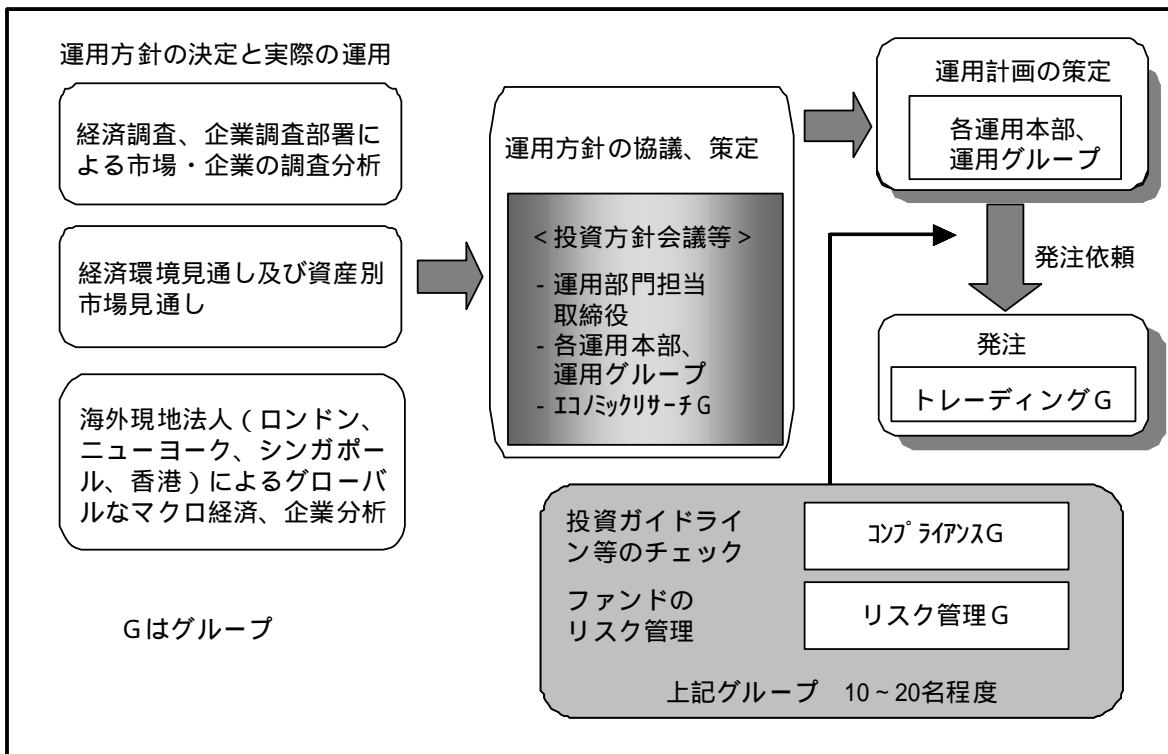 運用方針の決定と実際の運用
経済調査、企業調査部署に
よる市場・企業の調査分析
経済環境見通し及び資産別
市場見通し
海外現地法人（ロンドン、
ニューヨーク、シンガポー
ル、香港）によるグローバ
ルなマクロ経済、企業分析
Gはグループ
運用方針の協議、策定
<投資方針会議等>
- 運用部門担当
取締役
- 各運用本部、
運用グループ
- ｴｺﾉﾐｯｸﾘｻｰﾁG
運用計画の策定
各運用本部、
運用グループ
発注依頼
発注
トレーディングG
投資ガイドライ
ン等のチェック
ｺﾝﾌﾟﾗｲｱﾝｽG
ファンドの
リスク管理
リスク管理G
上記グループ 10～20名程度